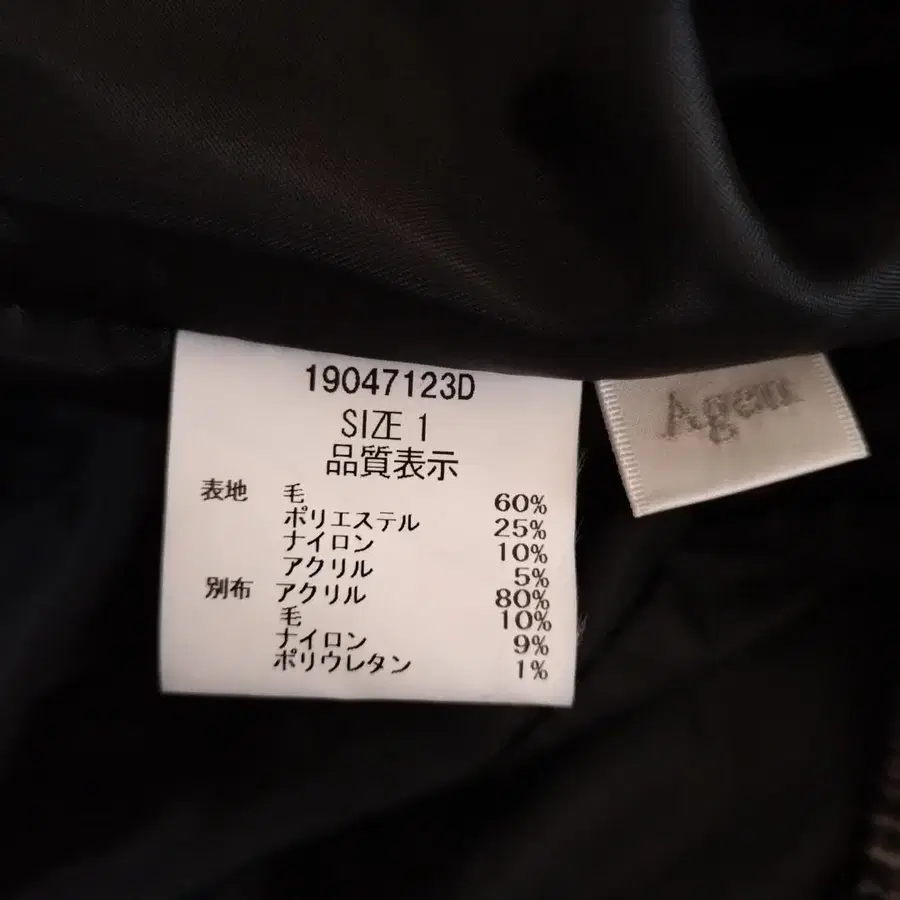 19047123D
SIZE 1
品質表示
表地 毛 60%
ポリエステル 25%
ナイロン 10%
アクリル 5%
別布 アクリル 80%
毛 10%
ナイロン 9%
ポリウレタン 1%